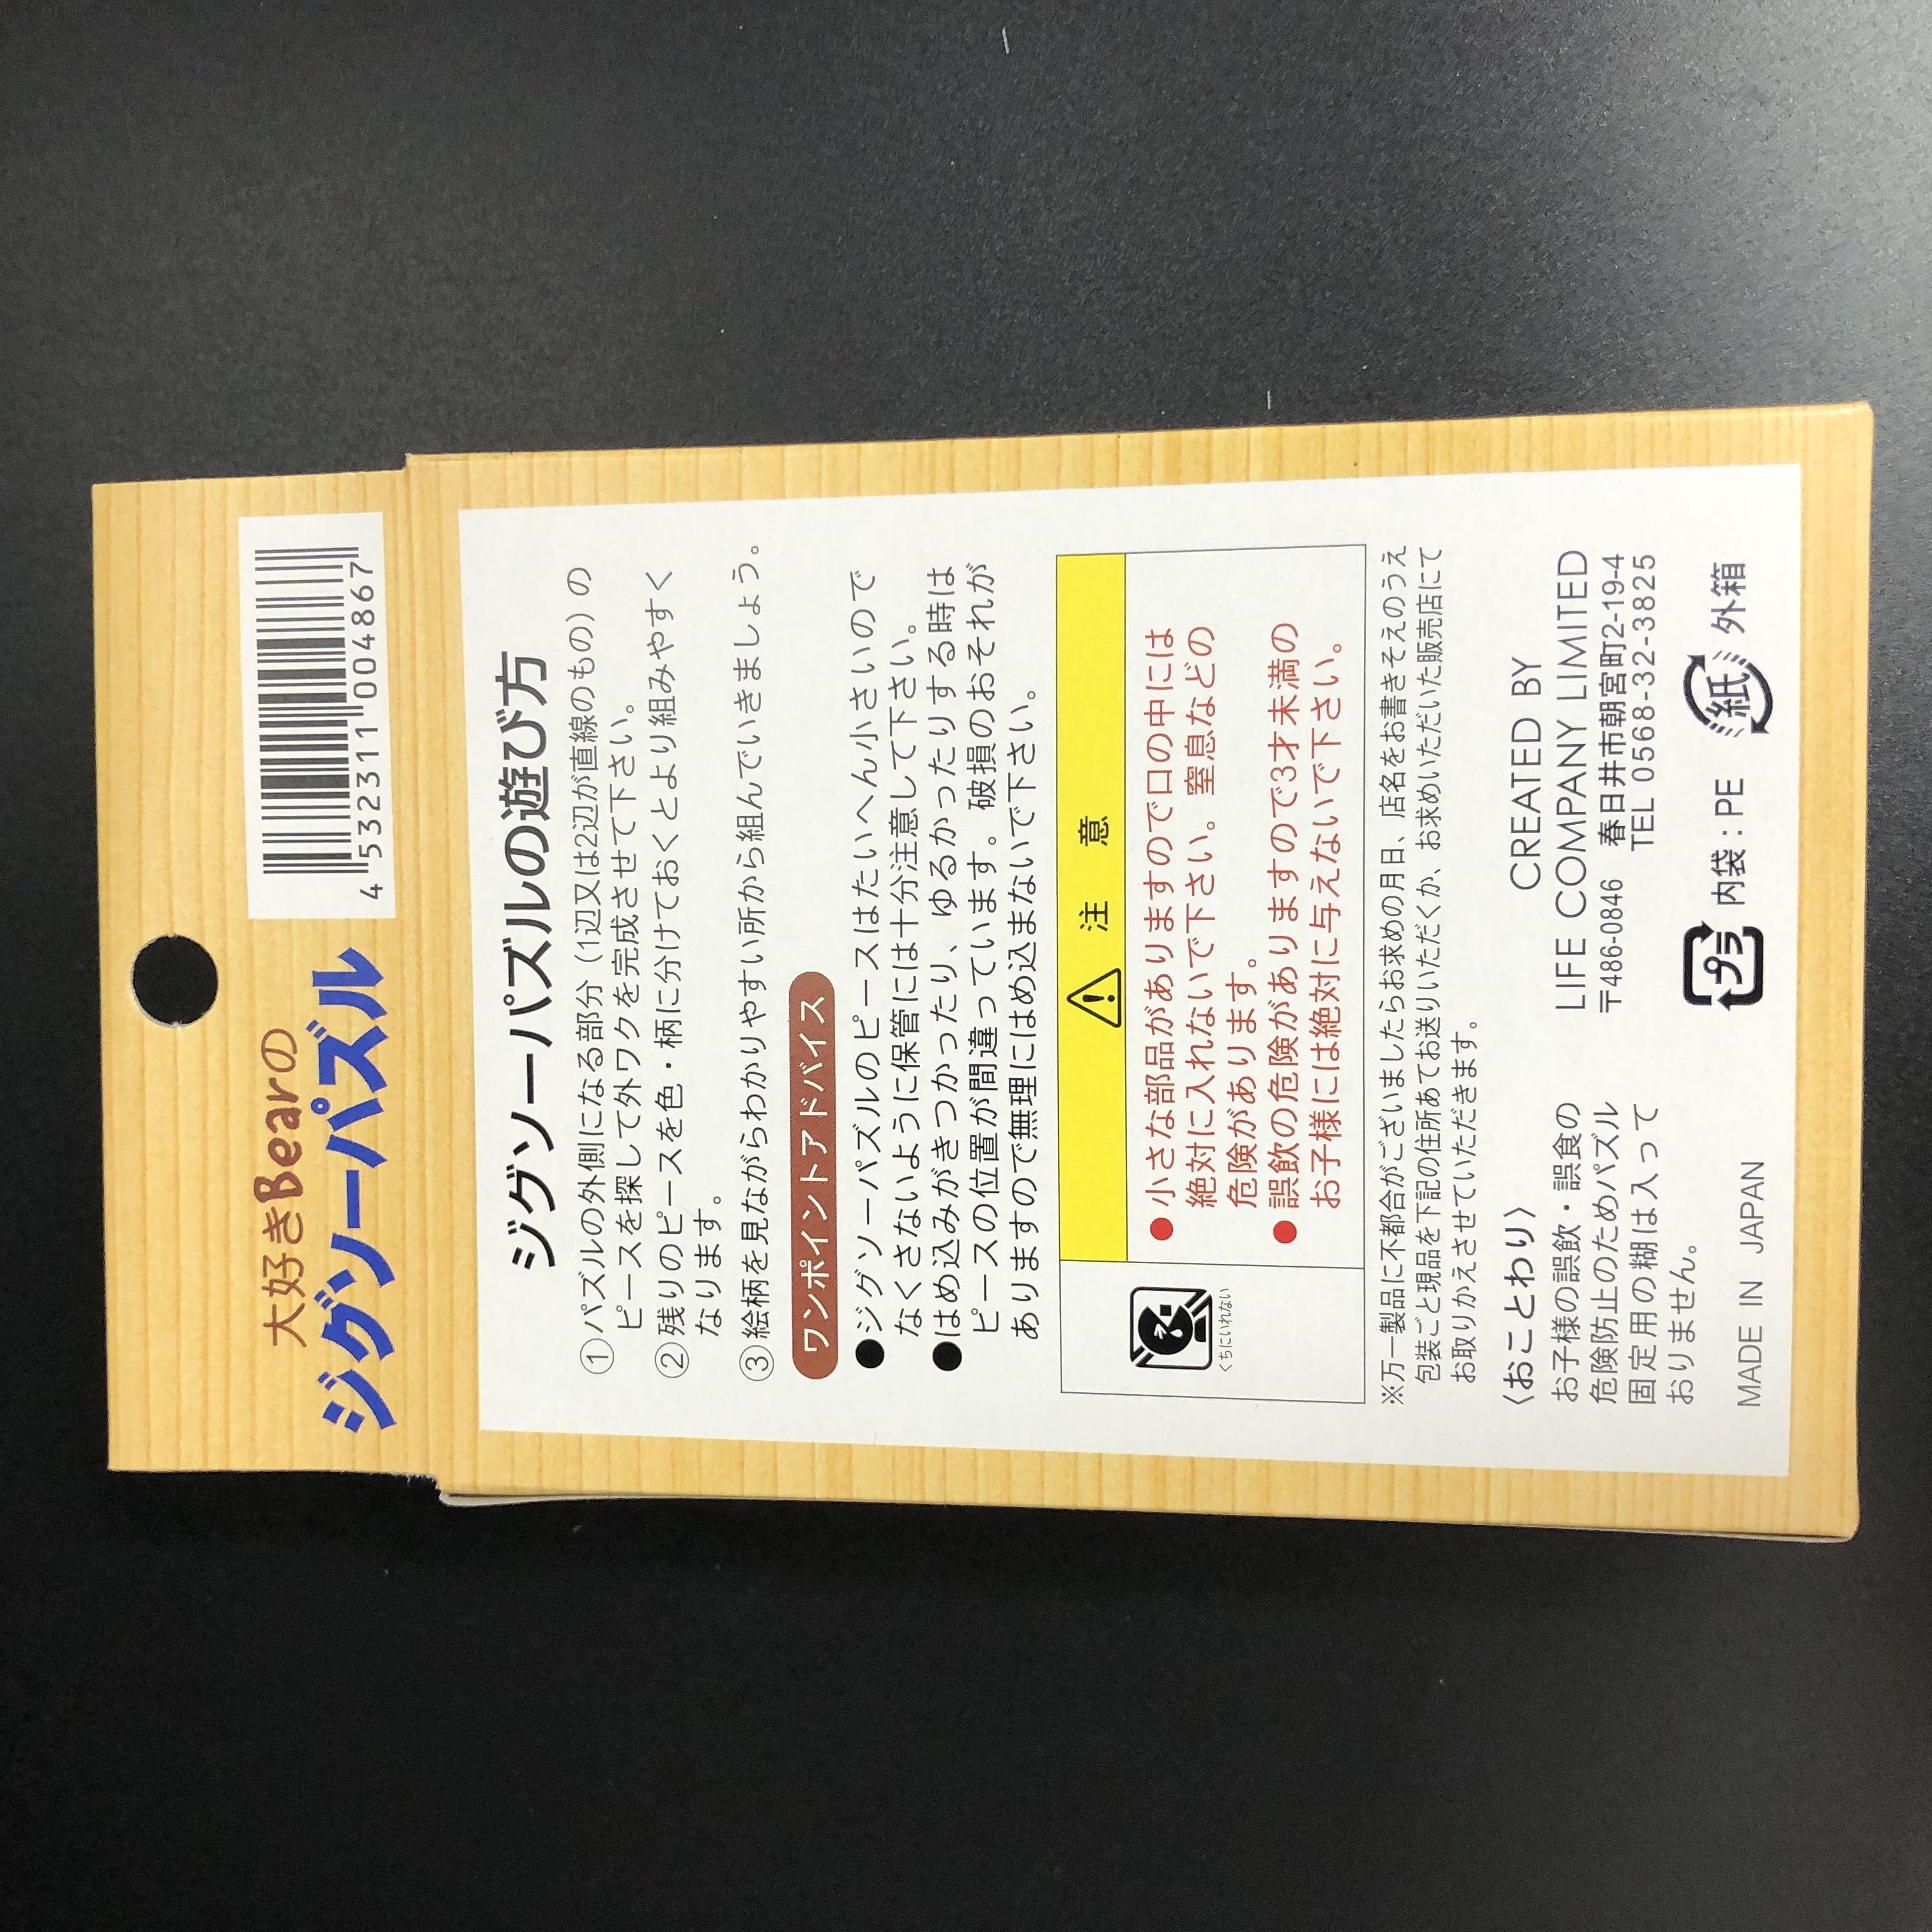 大好きBearの
ジグソーパズル
4 532311 004867
ジグソーパズルの遊び方
①パズルの外側になる部分（1辺又は2辺が直線のもの）の
ピースを探して外ワクを完成させて下さい。
②残りのピースを色・柄に分けておくとより組みやすく
なります。
③絵柄を見ながらわかりやすい所から組んでいきましょう。
ワンポイントアドバイス
●ジグソーパズルのピースはたいへん小さいので
なくさないように保管には十分注意して下さい。
●はめ込みがきつかったり、ゆるかったりする時は
ピースの位置が間違っています。破損のおそれが
ありますので無理にはめ込まないで下さい。
くちにいれない
注 意
●小さな部品がありますので口の中には
絶対に入れないで下さい。窒息などの
危険があります。
●誤飲の危険がありますので3才未満の
お子様には絶対に与えないで下さい。
※万一製品に不都合がございましたらお求めの月日、店名をお書きそえのうえ
包装ごと現品を下記の住所あてお送りいただくか、お求めいただいた販売店にて
お取りかえさせていただきます。
〈おことわり〉
お子様の誤飲・誤食の
危険防止のためパズル
固定用の糊は入って
おりません。
MADE IN JAPAN
CREATED BY
LIFE COMPANY LIMITED
〒486-0846 春日井市朝宮町2-19-4
TEL 0568-32-3825
プラ 内袋：PE 紙 外箱